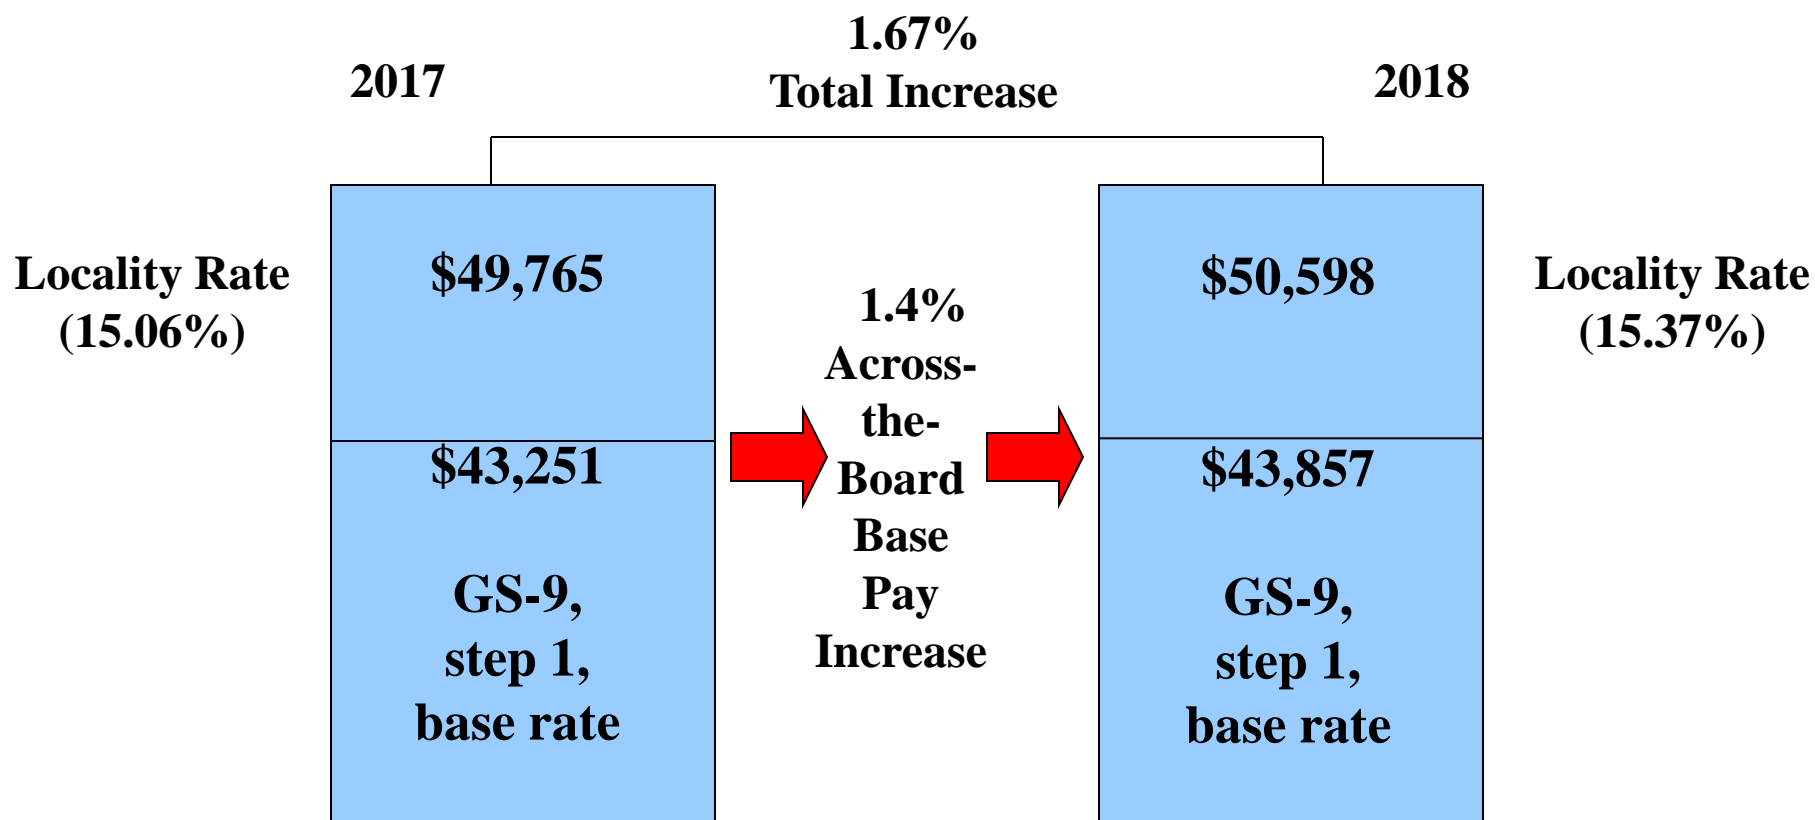 1.67%
Total Increase
2017
2018
Locality Rate
(15.06%)
$49,765
$43,251
GS-9,
step 1,
base rate
1.4%
Across-
the-
Board
Base
Pay
Increase
$50,598
$43,857
GS-9,
step 1,
base rate
Locality Rate
(15.37%)